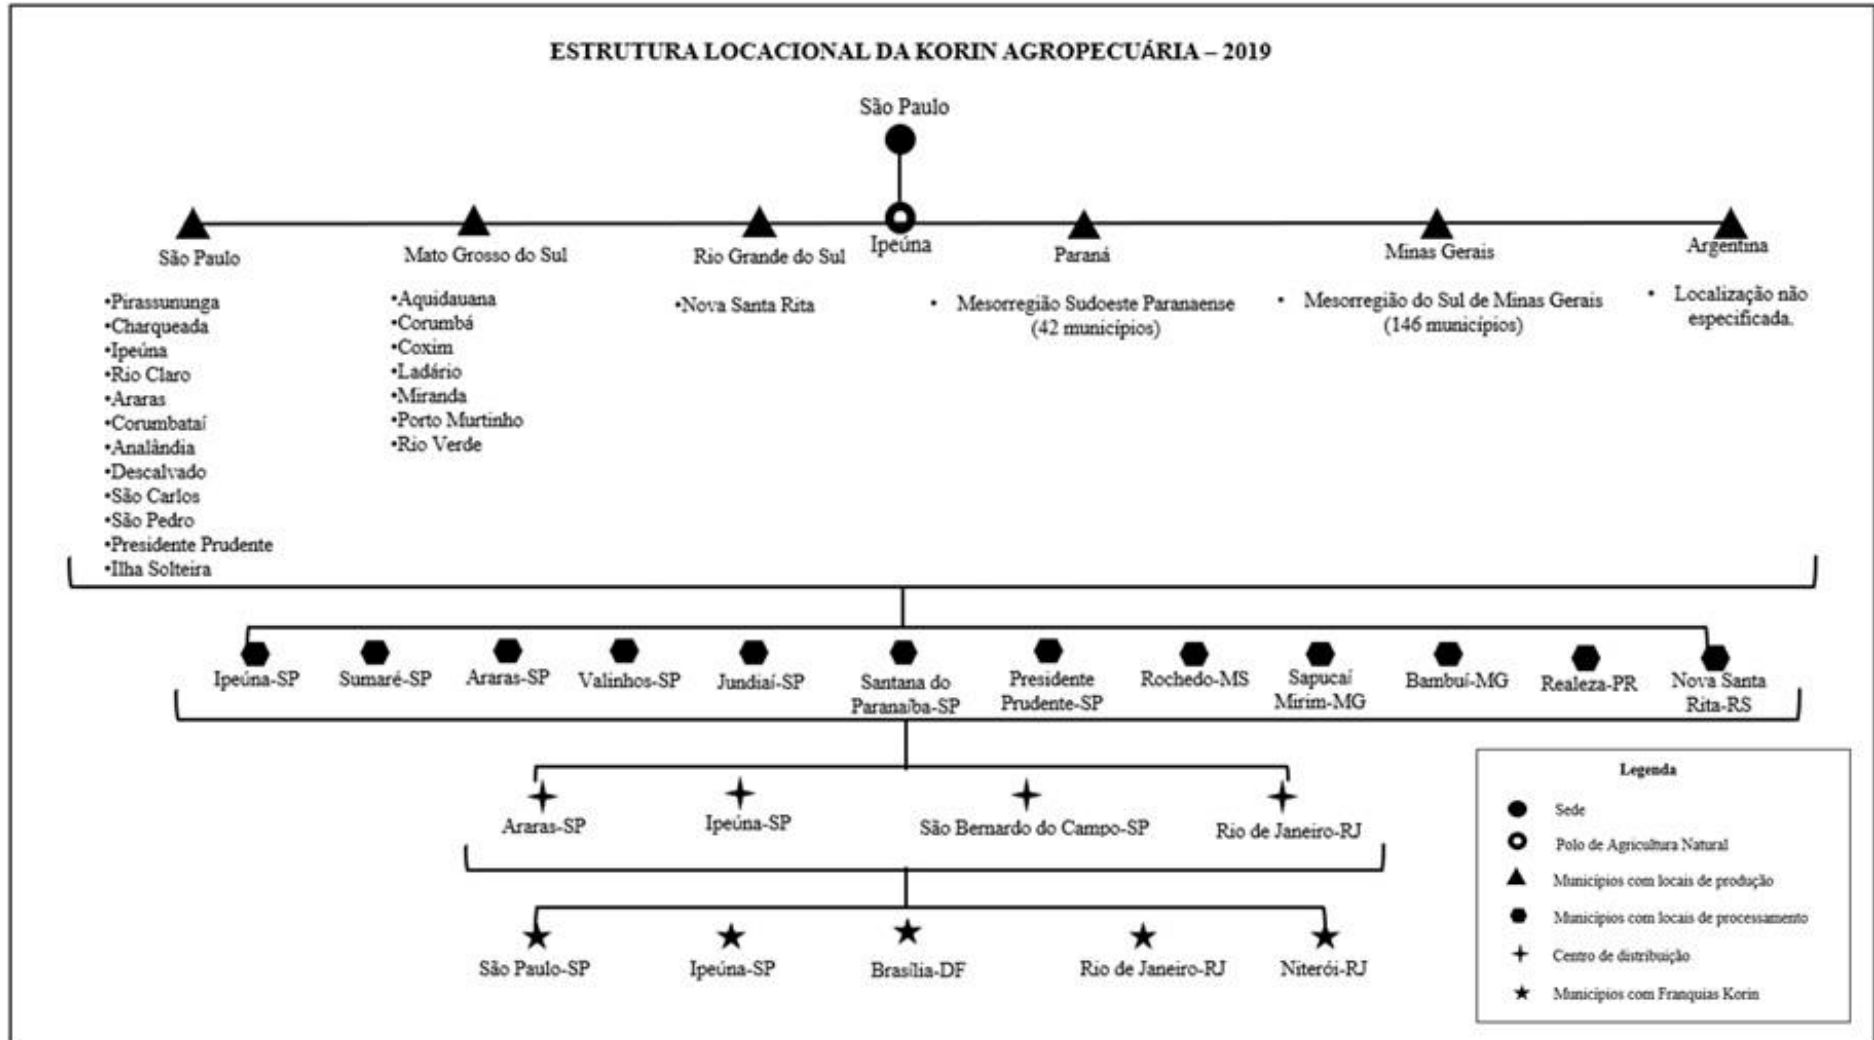 ESTRUTURA LOCACIONAL DA KORIN AGROPECUÁRIA – 2019
São Paulo
Ipeúna
São Paulo
•Pirassununga
•Charqueada
•Ipeúna
•Rio Claro
•Araras
•Corumbataí
•Analândia
•Descalvado
•São Carlos
•São Pedro
•Presidente Prudente
•Ilha Solteira
Mato Grosso do Sul
•Aquidauana
•Corumbá
•Coxim
•Ladário
•Miranda
•Porto Murtinho
•Rio Verde
Rio Grande do Sul
•Nova Santa Rita
Paraná
• Mesorregião Sudoeste Paranaense
(42 municípios)
Minas Gerais
• Mesorregião do Sul de Minas Gerais
(146 municípios)
Argentina
• Localização não
especificada.
Ipeúna-SP
Sumaré-SP
Araras-SP
Valinhos-SP
Jundiaí-SP
Santana do
Paranaíba-SP
Presidente
Prudente-SP
Rochedo-MS
Sapucaí
Mirim-MG
Bambuí-MG
Realeza-PR
Nova Santa
Rita-RS
Araras-SP
Ipeúna-SP
São Bernardo do Campo-SP
Rio de Janeiro-RJ
São Paulo-SP
Ipeúna-SP
Brasília-DF
Rio de Janeiro-RJ
Niterói-RJ
Legenda
Sede
Polo de Agricultura Natural
Municípios com locais de produção
Municípios com locais de processamento
Centro de distribuição
Municípios com Franquias Korin